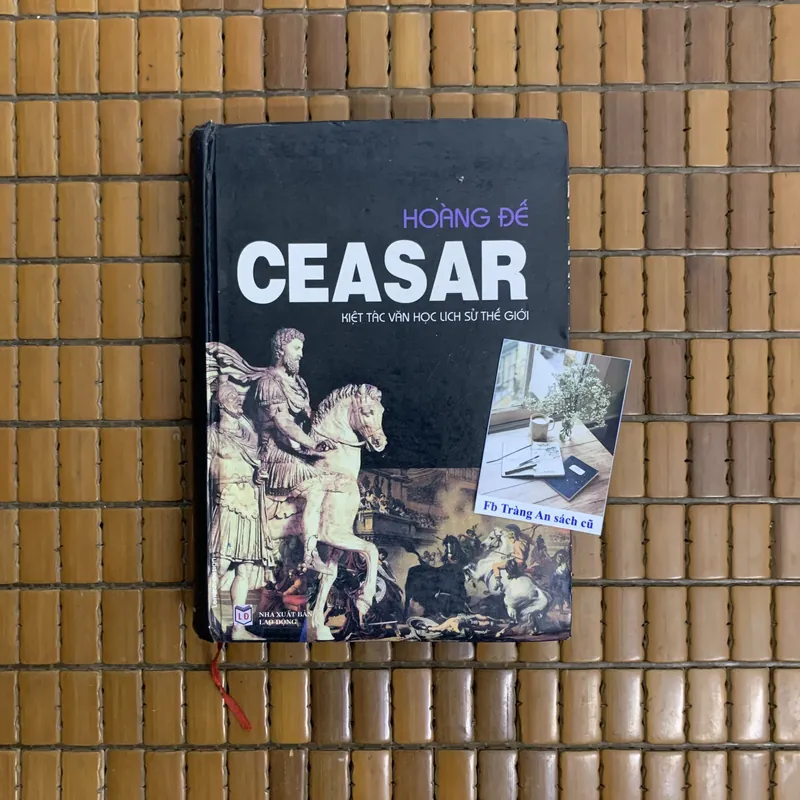 HOÀNG ĐẾ
CEASAR
KIỆT TÁC VĂN HỌC LỊCH SỬ THẾ GIỚI
Fb Tràng An sách cũ
LĐ
NHÀ XUẤT BẢN
LAO ĐỘNG